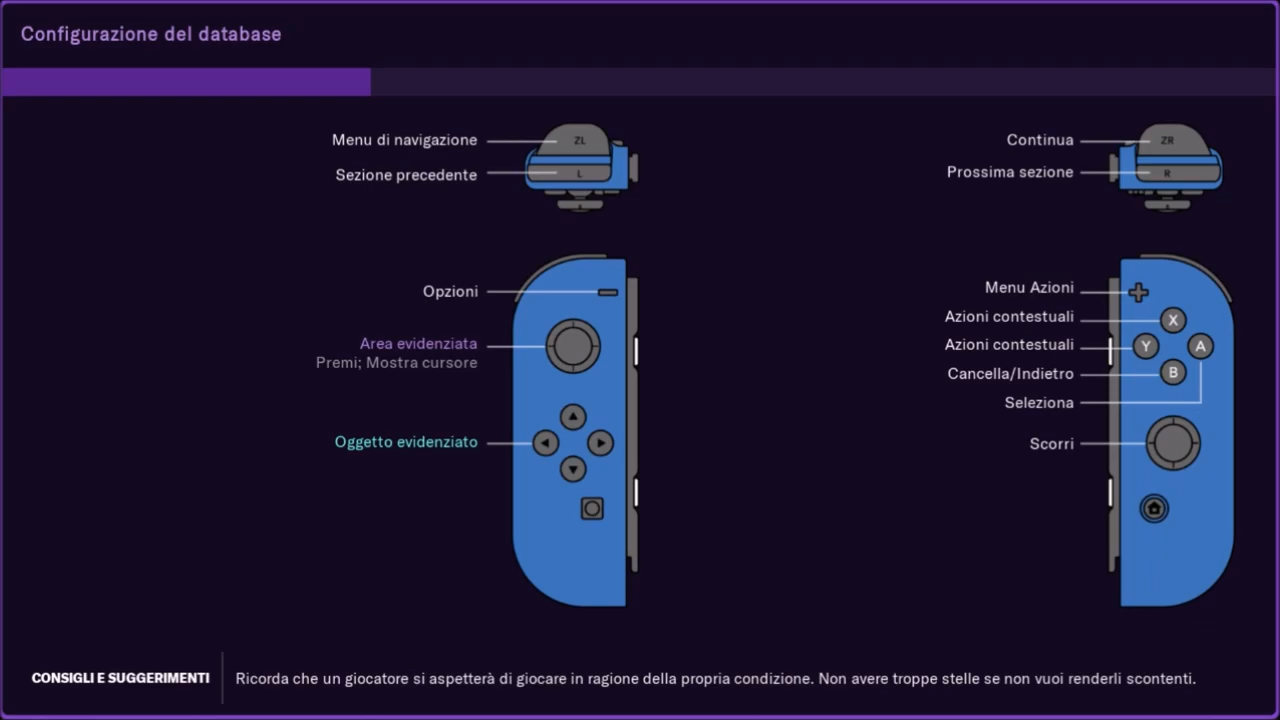 Configurazione del database
Menu di navigazione
ZL
Sezione precedente
L
Continua
ZR
Prossima sezione
R
Opzioni
Area evidenziata
Premi; Mostra cursore
Oggetto evidenziato
Menu Azioni
Azioni contestuali
X
Azioni contestuali
Y
A
Cancella/Indietro
B
Seleziona
Scorri
CONSIGLI E SUGGERIMENTI
Ricorda che un giocatore si aspetterà di giocare in ragione della propria condizione. Non avere troppe stelle se non vuoi renderli scontenti.